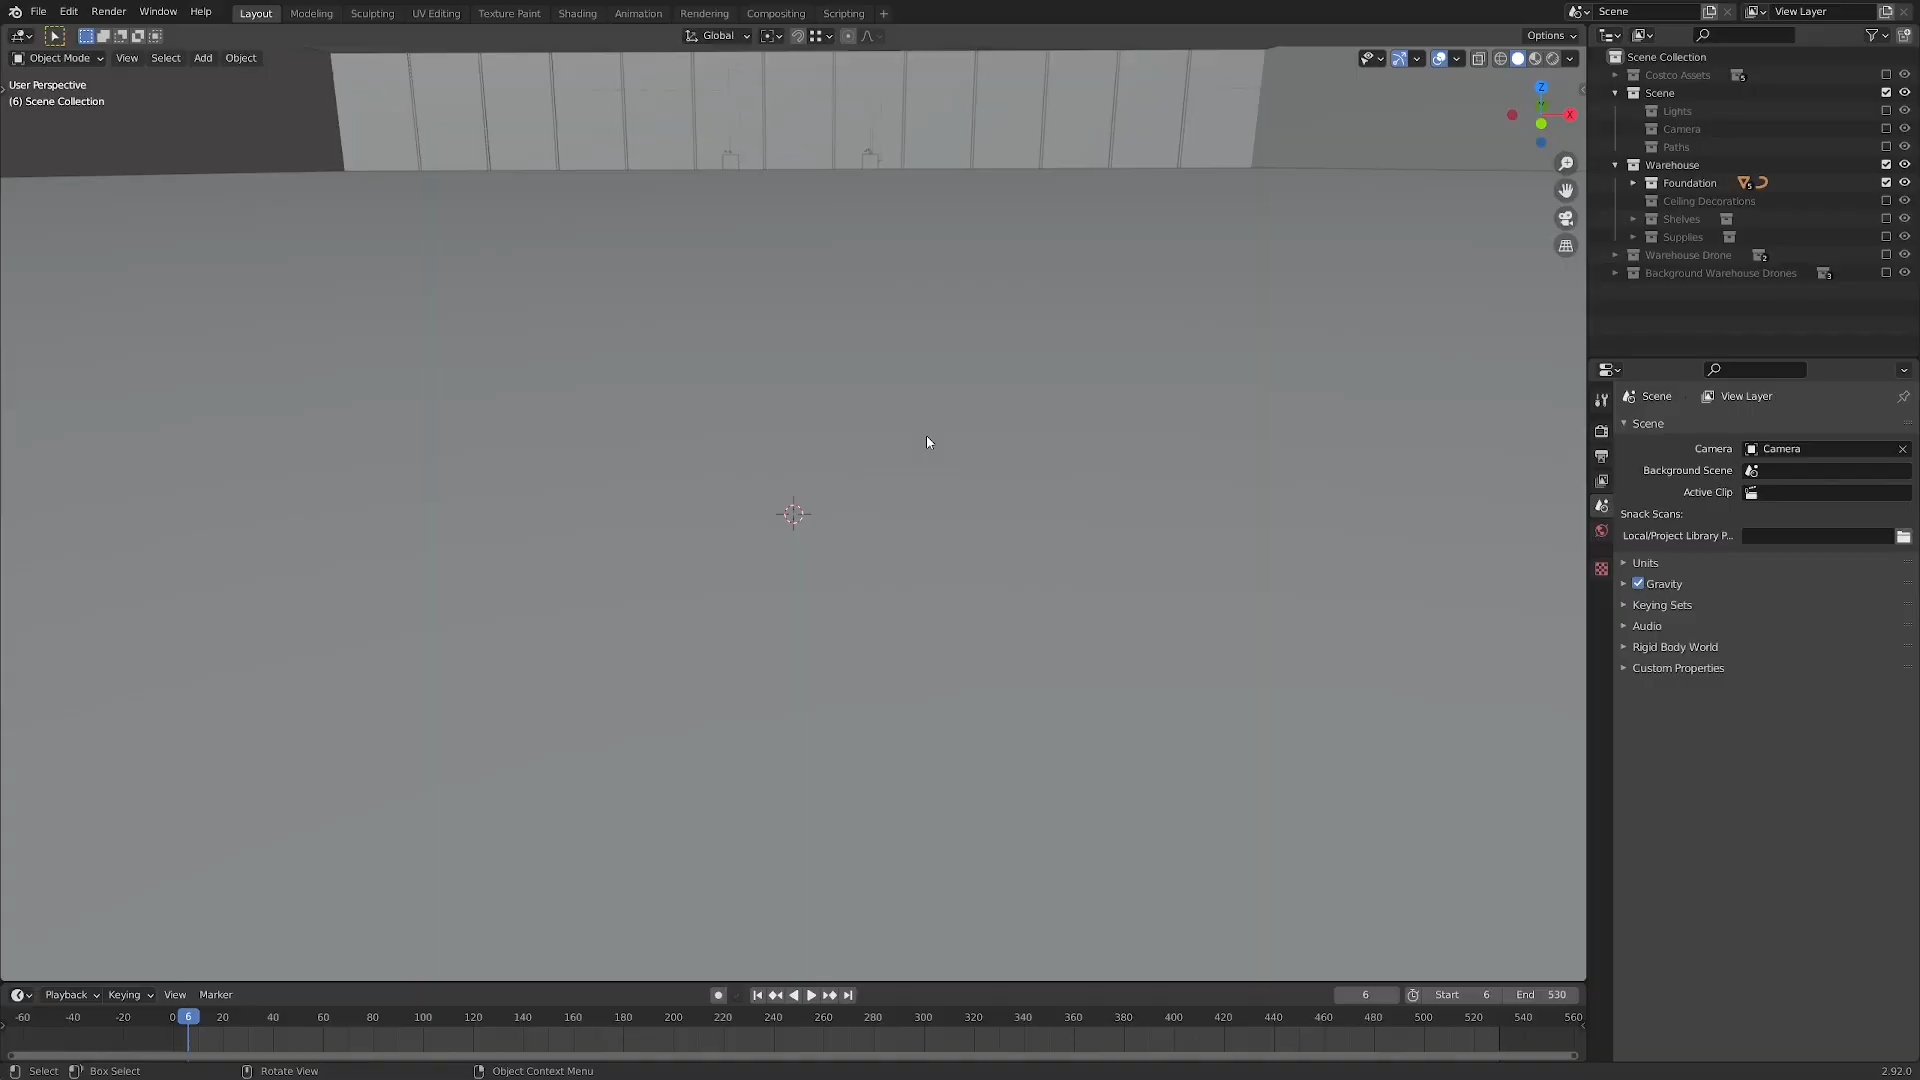 File Edit Render Window Help Layout Modeling Sculpting UV Editing Texture Paint Shading Animation Rendering Compositing Scripting + Scene View Layer
Global Options
Object Mode View Select Add Object
User Perspective
(6) Scene Collection
Z
X
Scene Collection
Costco Assets 5
Scene
Lights
Camera
Paths
Warehouse
Foundation 5
Ceiling Decorations
Shelves
Supplies
Warehouse Drone 2
Background Warehouse Drones 3
Scene View Layer
Scene
Camera Camera
Background Scene
Active Clip
Snack Scans:
Local/Project Library P...
Units
Gravity
Keying Sets
Audio
Rigid Body World
Custom Properties
Playback Keying View Marker 6 Start 6 End 530
-60 -40 -20 0 6 20 40 60 80 100 120 140 160 180 200 220 240 260 280 300 320 340 360 380 400 420 440 460 480 500 520 540 560
Select Box Select Rotate View Object Context Menu 2.92.0